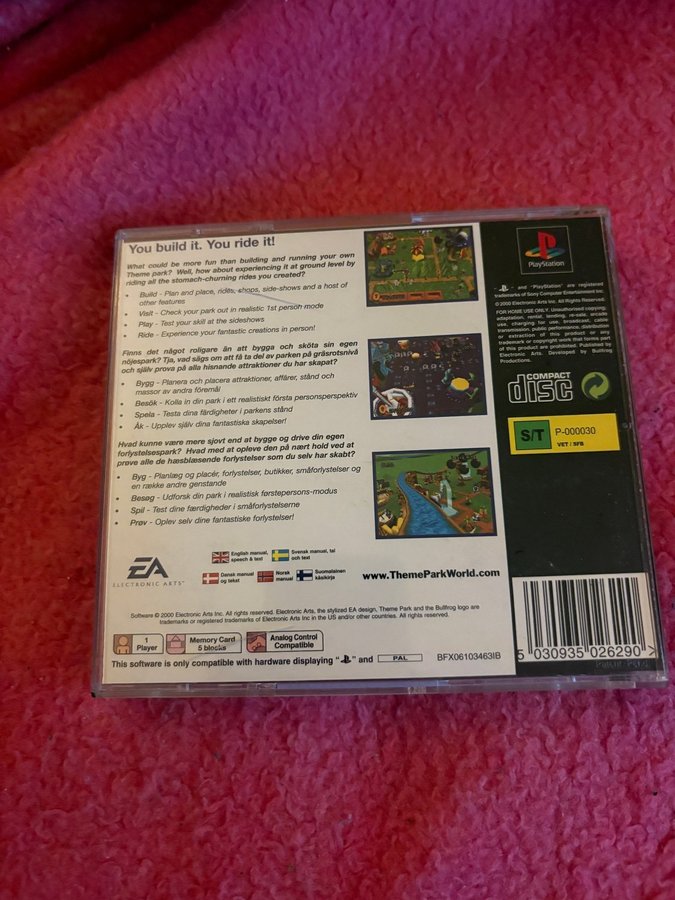 You build it. You ride it!
What could be more fun than building and running your own
Theme park? Well, how about experiencing it at ground level by
riding all the stomach-churning rides you created?
• Build - Plan and place, rides, shops, side-shows and a host of
other features
• Visit - Check your park out in realistic 1st person mode
• Play - Test your skill at the sideshows
• Ride - Experience your fantastic creations in person!
Finns det något roligare än att bygga och sköta sin egen
nöjespark? Tja, vad sägs om att få ta del av parken på gräsrotsnivå
och själv prova på alla hisnande attraktioner du har skapat?
• Bygg - Planera och placera attraktioner, affärer, stånd och
massor av andra föremål
• Besök - Kolla in din park i ett realistiskt första personsperspektiv
• Spela - Testa dina färdigheter i parkens stånd
• Åk - Upplev själv dina fantastiska skapelser!
Hvad kunne være mere sjovt end at bygge og drive din egen
forlystelsespark? Hvad med at opleve den på nært hold ved at
prøve alle de hæsblæsende forlystelser som du selv har skabt?
• Byg - Planlæg og placér, forlystelser, butikker, småforlystelser og
en række andre genstande
• Besøg - Udforsk din park i realistisk førstepersons-modus
• Spil - Test dine færdigheder i småforlystelserne
• Prøv - Oplev selv dine fantastiske forlystelser!
EA
ELECTRONIC ARTS™
English manual,
speech & text
Svensk manual, tal
och text
Dansk manual
og tekst
Norsk
manual
Suomalainen
käsikirja
www.ThemeParkWorld.com
Software © 2000 Electronic Arts Inc. All rights reserved. Electronic Arts, the stylized EA design, Theme Park and the Bullfrog logo are
trademarks or registered trademarks of Electronic Arts Inc in the US and/or other countries. All rights reserved.
1
Player
Memory Card
5 blocks
Analog Control
Compatible
This software is only compatible with hardware displaying " " and PAL
BFX06103463IB
PlayStation
" " and "PlayStation" are registered
trademarks of Sony Computer Entertainment Inc
© 2000 Electronic Arts Inc. All Rights Reserved.
FOR HOME USE ONLY. Unauthorised copying,
adaptation, rental, lending, re-sale, arcade
use, charging for use, broadcast, cable
transmission, public performance, distribution
or extraction of this product or any
trademark or copyright work that forms part
of this product are prohibited. Published by
Electronic Arts. Developed by Bullfrog
Productions.
COMPACT
disc
S/T
P-000030
VET / SFB
5 030935 026290 >